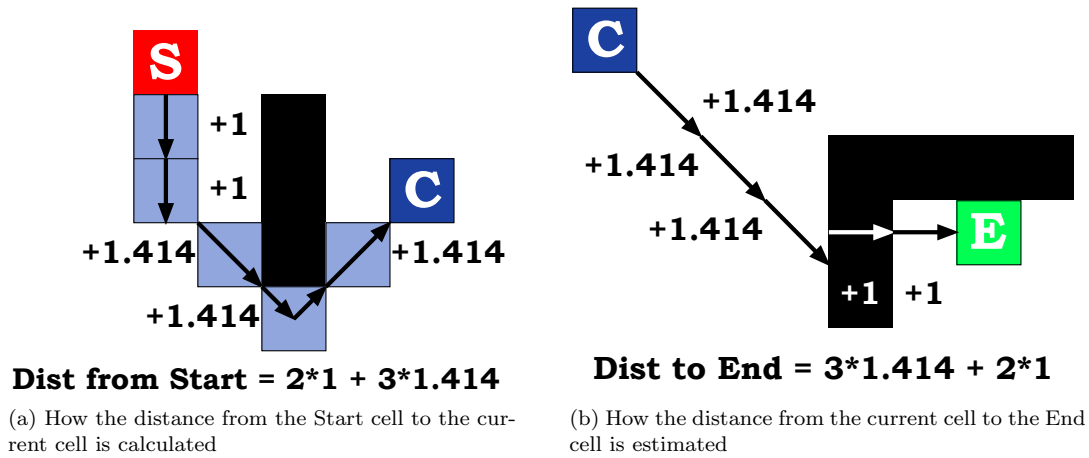 S
+1
+1
C
+1.414
+1.414
+1.414
Dist from Start = 2*1 + 3*1.414
(a) How the distance from the Start cell to the cur-
rent cell is calculated
C
+1.414
+1.414
+1.414
E
+1
+1
Dist to End = 3*1.414 + 2*1
(b) How the distance from the current cell to the End
cell is estimated